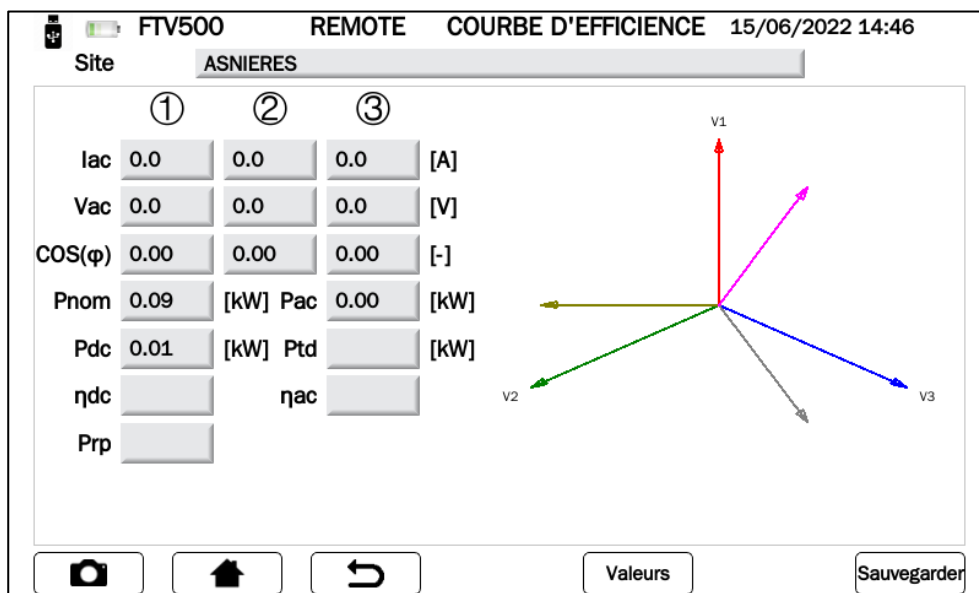 FTV500 REMOTE COURBE D'EFFICIENCE 15/06/2022 14:46
Site ASNIERES
① ② ③
Iac 0.0 0.0 0.0 [A]
Vac 0.0 0.0 0.0 [V]
COS(φ) 0.00 0.00 0.00 [-]
Pnom 0.09 [kW] Pac 0.00 [kW]
Pdc 0.01 [kW] Ptd [kW]
ηdc ηac
Prp
V1
V2
V3
Valeurs
Sauvegarder